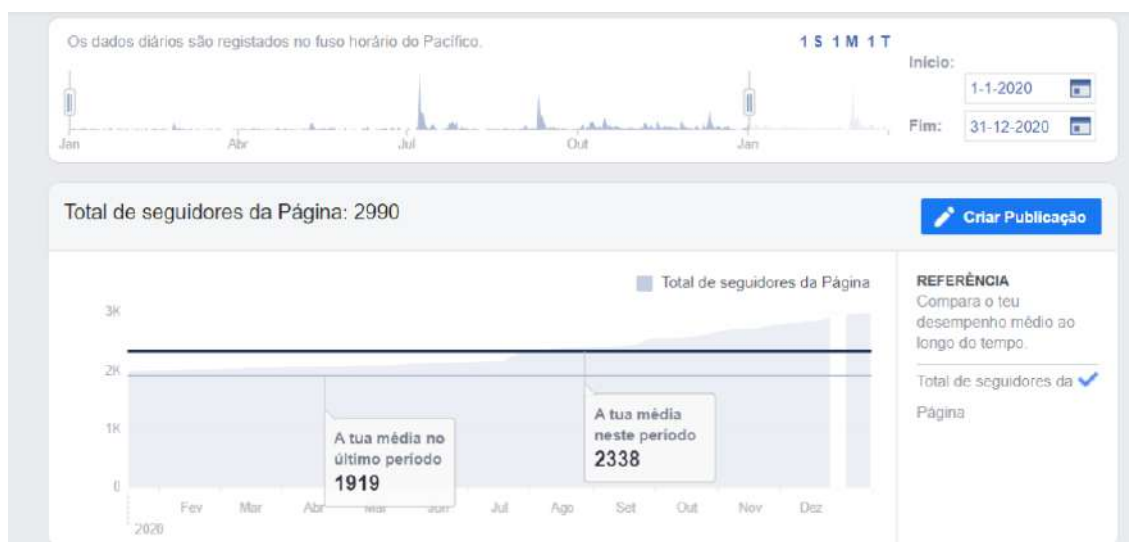 Os dados diários são registados no fuso horário do Pacífico.
1 S 1 M 1 T
Início:
1-1-2020
Fim:
31-12-2020
Jan Abr Jul Out Jan
Total de seguidores da Página: 2990
Criar Publicação
Total de seguidores da Página
REFERÊNCIA
Compara o teu
desempenho médio ao
longo do tempo.
Total de seguidores da
Página
3K
2K
1K
0
A tua média no
último período
1919
A tua média
neste período
2338
Fev Mar Abr Mai Jun Jul Ago Set Out Nov Dez
2020